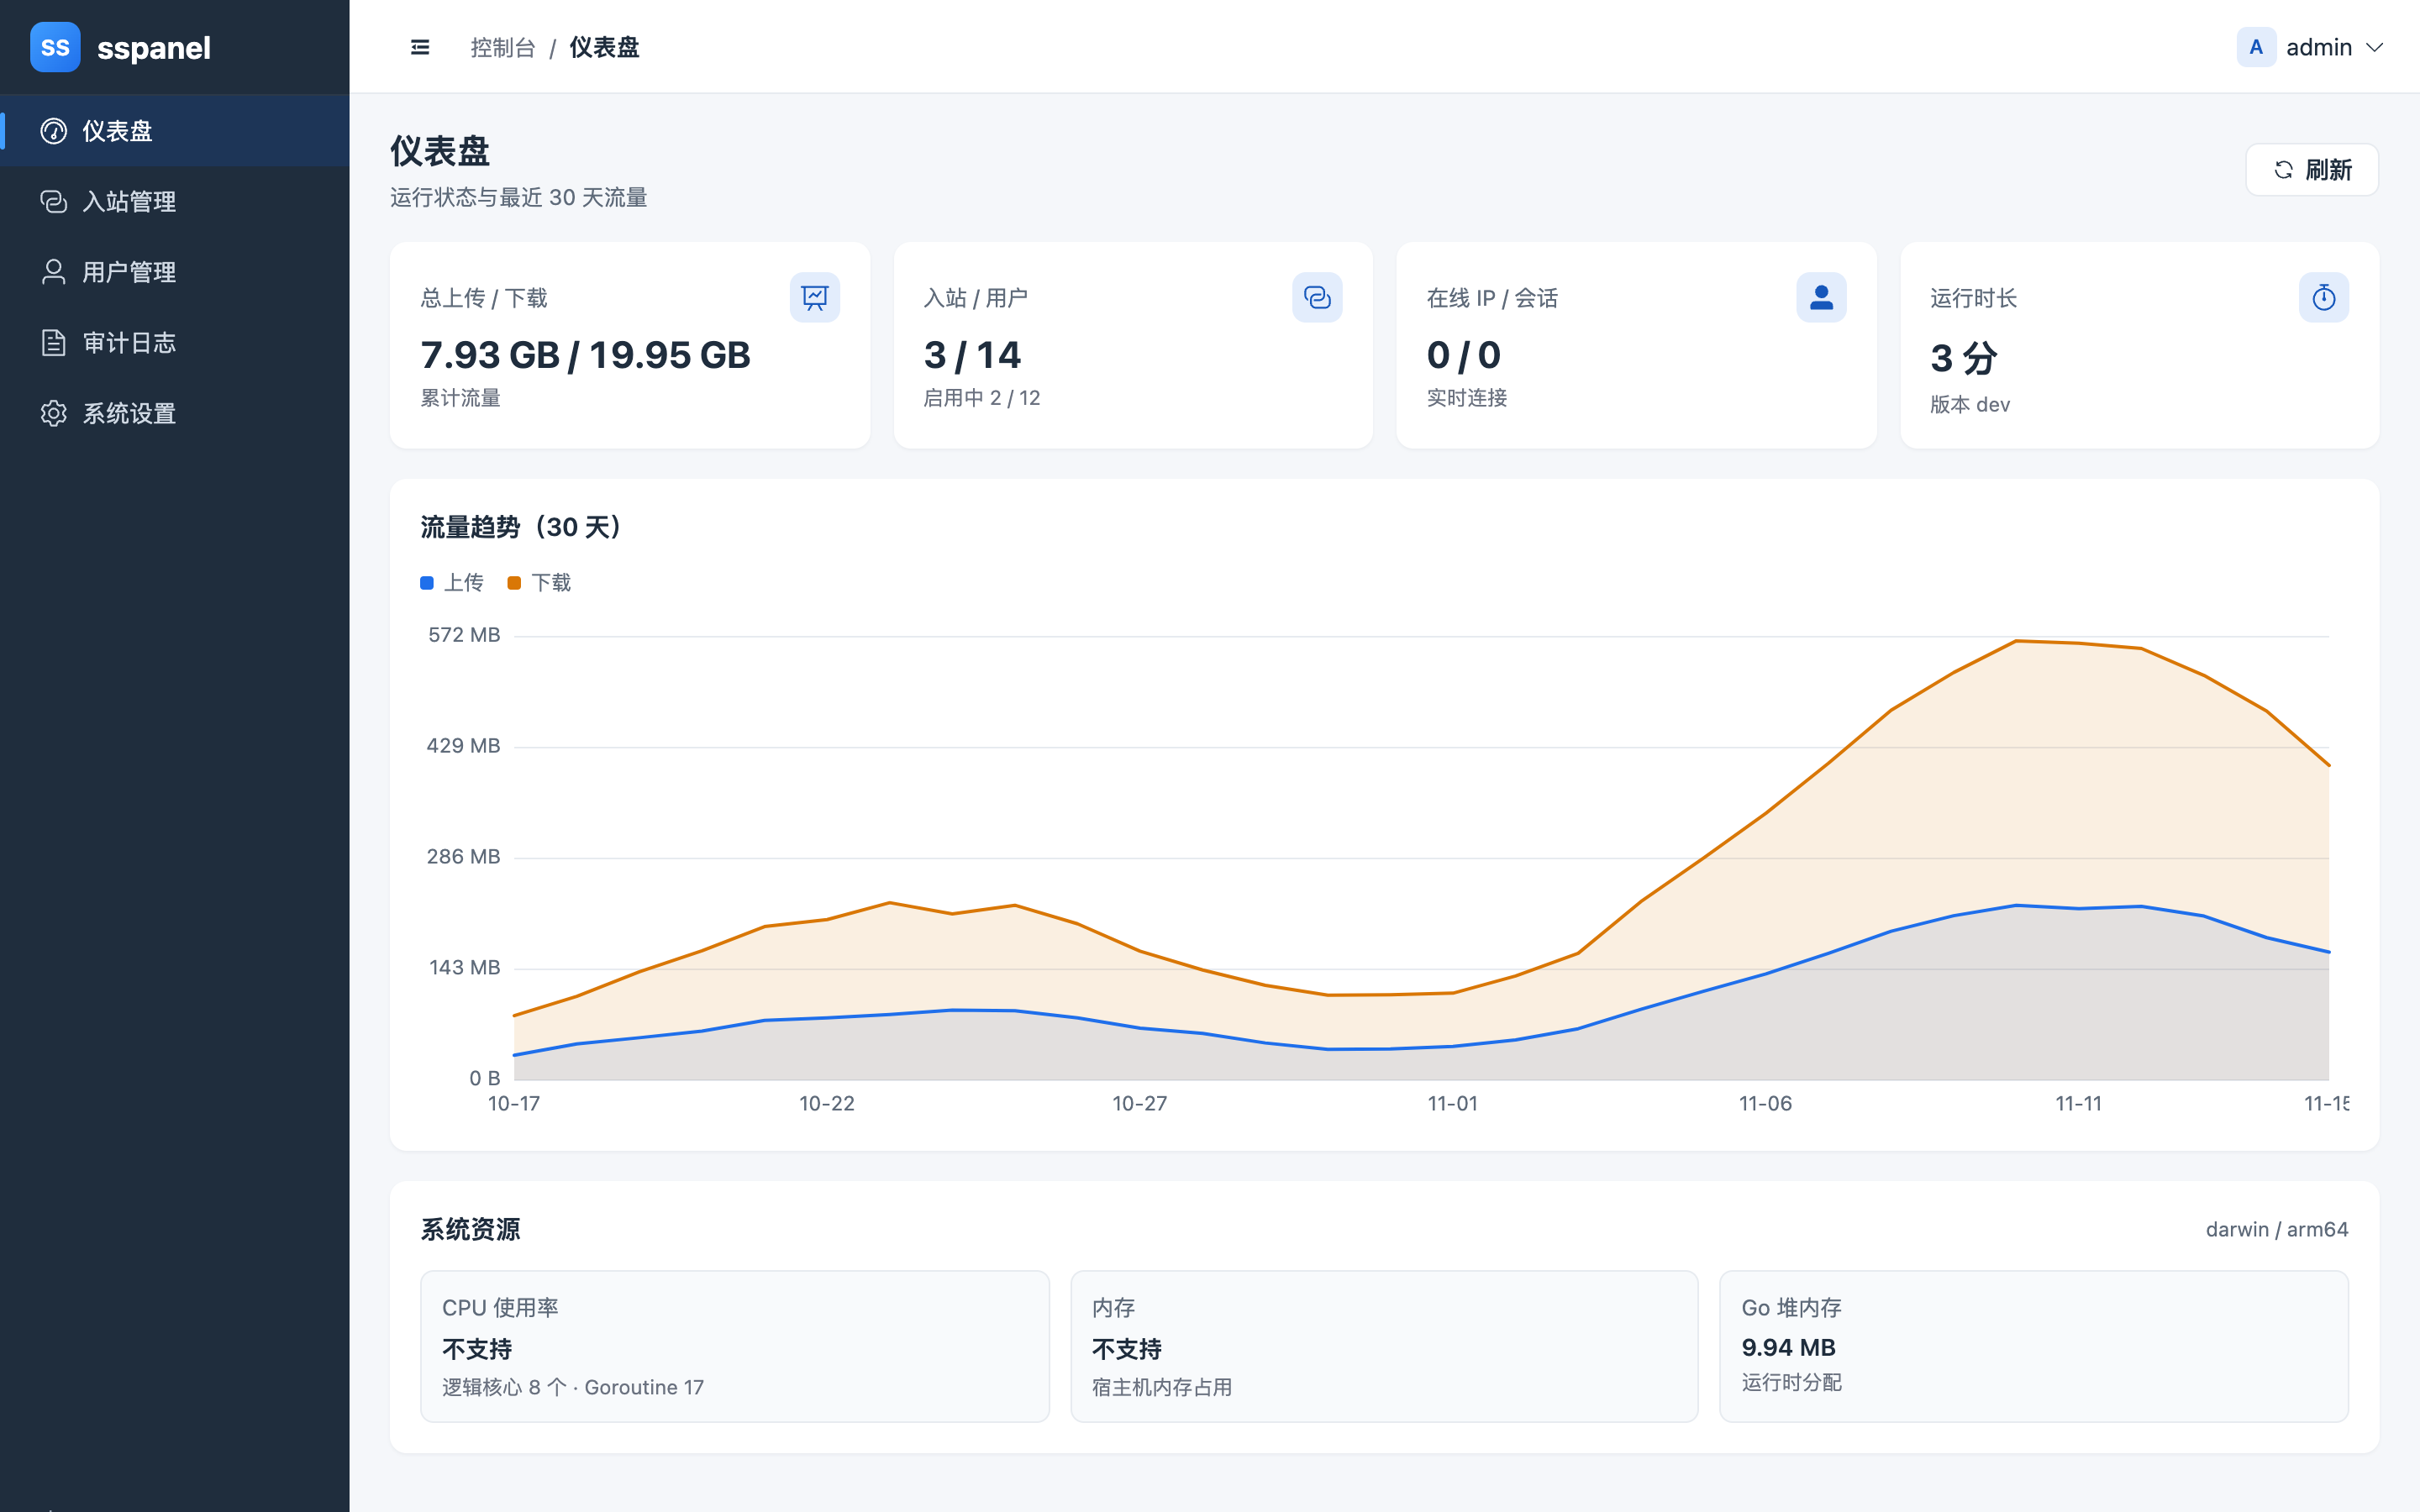 SS sspanel
仪表盘
入站管理
用户管理
审计日志
系统设置
控制台 / 仪表盘
A admin
仪表盘
运行状态与最近 30 天流量
刷新
总上传 / 下载
7.93 GB / 19.95 GB
累计流量
入站 / 用户
3 / 14
启用中 2 / 12
在线 IP / 会话
0 / 0
实时连接
运行时长
3 分
版本 dev
流量趋势（30 天）
上传 下载
572 MB
429 MB
286 MB
143 MB
0 B
10-17 10-22 10-27 11-01 11-06 11-11 11-15
系统资源
darwin / arm64
CPU 使用率
不支持
逻辑核心 8 个 · Goroutine 17
内存
不支持
宿主机内存占用
Go 堆内存
9.94 MB
运行时分配